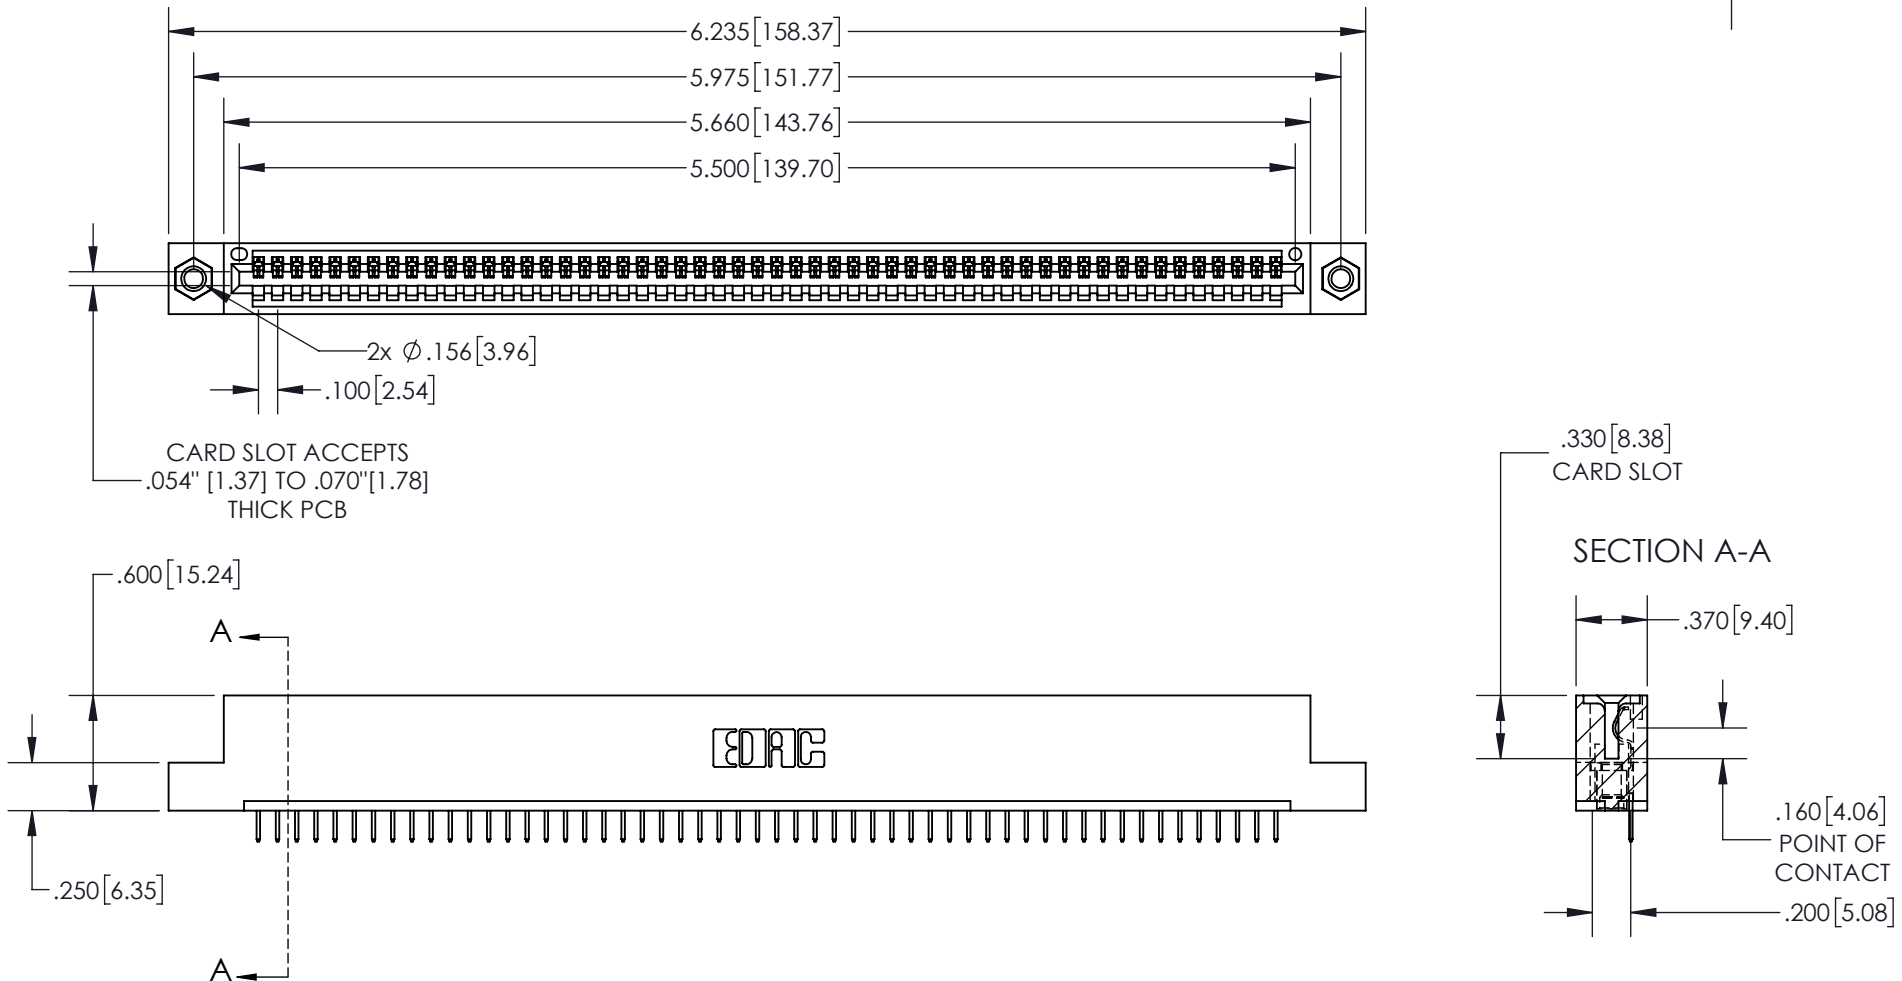 6.235[158.37]
5.975[151.77]
5.660[143.76]
5.500[139.70]
2x Ø.156[3.96]
.100[2.54]
CARD SLOT ACCEPTS
.054" [1.37] TO .070"[1.78]
THICK PCB
.330[8.38]
CARD SLOT
SECTION A-A
.600[15.24]
A
.370[9.40]
EDAC
.160[4.06]
POINT OF
CONTACT
.250[6.35]
.200[5.08]
A